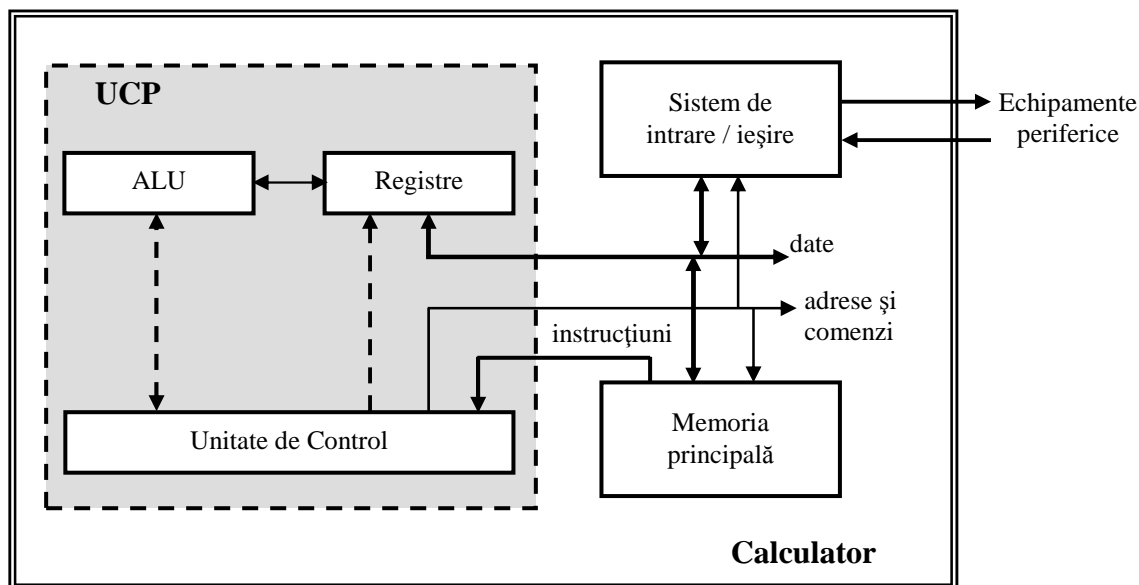 UCP
Sistem de
intrare / ieşire
Echipamente
periferice
ALU
Registre
date
adrese şi
comenzi
instrucţiuni
Unitate de Control
Memoria
principală
Calculator